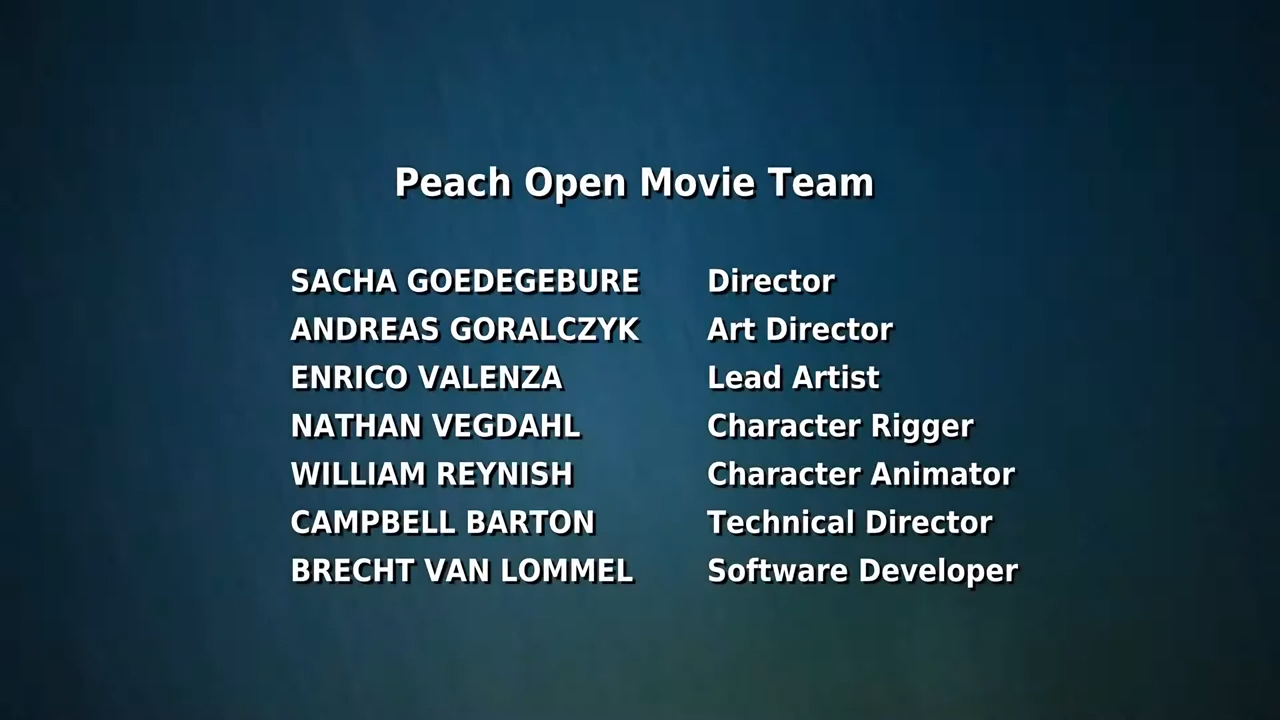 Peach Open Movie Team
SACHA GOEDEGEBURE Director
ANDREAS GORALCZYK Art Director
ENRICO VALENZA Lead Artist
NATHAN VEGDAHL Character Rigger
WILLIAM REYNISH Character Animator
CAMPBELL BARTON Technical Director
BRECHT VAN LOMMEL Software Developer